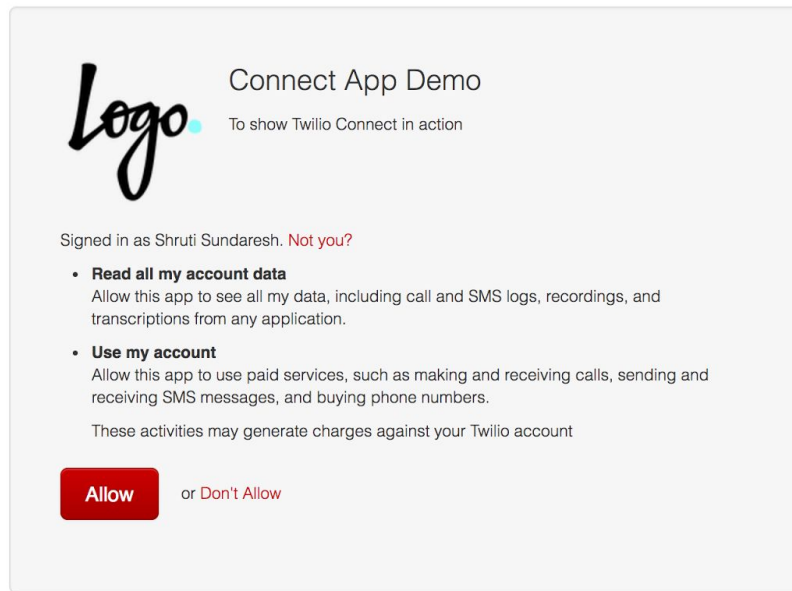 Logo.
Connect App Demo
To show Twilio Connect in action
Signed in as Shruti Sundaresh. Not you?
• Read all my account data
Allow this app to see all my data, including call and SMS logs, recordings, and
transcriptions from any application.
• Use my account
Allow this app to use paid services, such as making and receiving calls, sending and
receiving SMS messages, and buying phone numbers.
These activities may generate charges against your Twilio account
Allow or Don't Allow